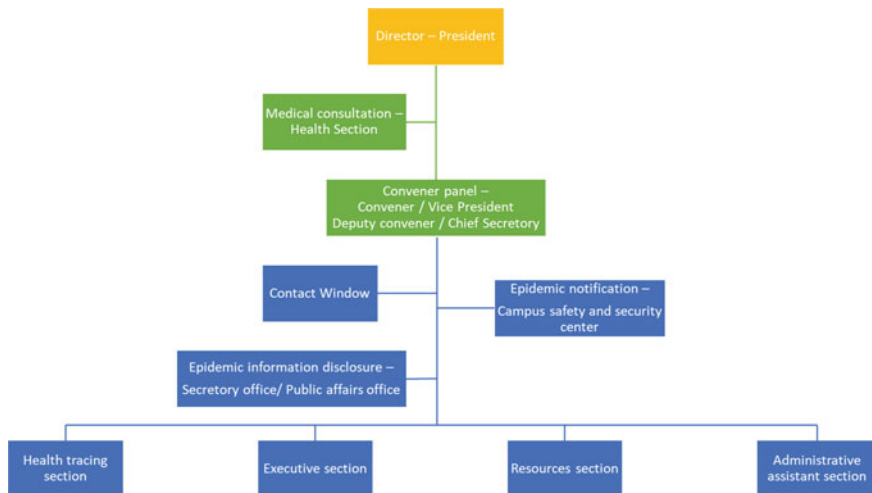 Director – President
Medical consultation –
Health Section
Convener panel –
Convener / Vice President
Deputy convener / Chief Secretory
Contact Window
Epidemic notification –
Campus safety and security
center
Epidemic information disclosure –
Secretory office/ Public affairs office
Health tracing
section
Executive section
Resources section
Administrative
assistant section